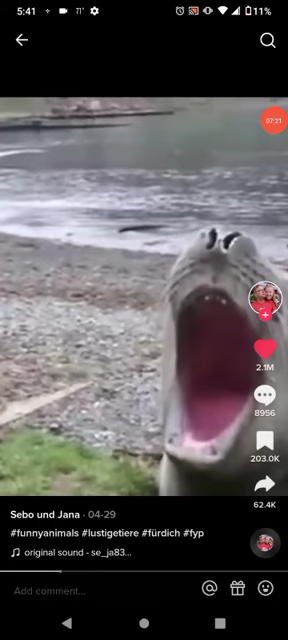 5:41
71°
11%
07:21
2.1M
8956
203.0K
62.4K
Sebo und Jana · 04-29
#funnyanimals #lustigetiere #fürdich #fyp
original sound - se_ja83...
Add comment...